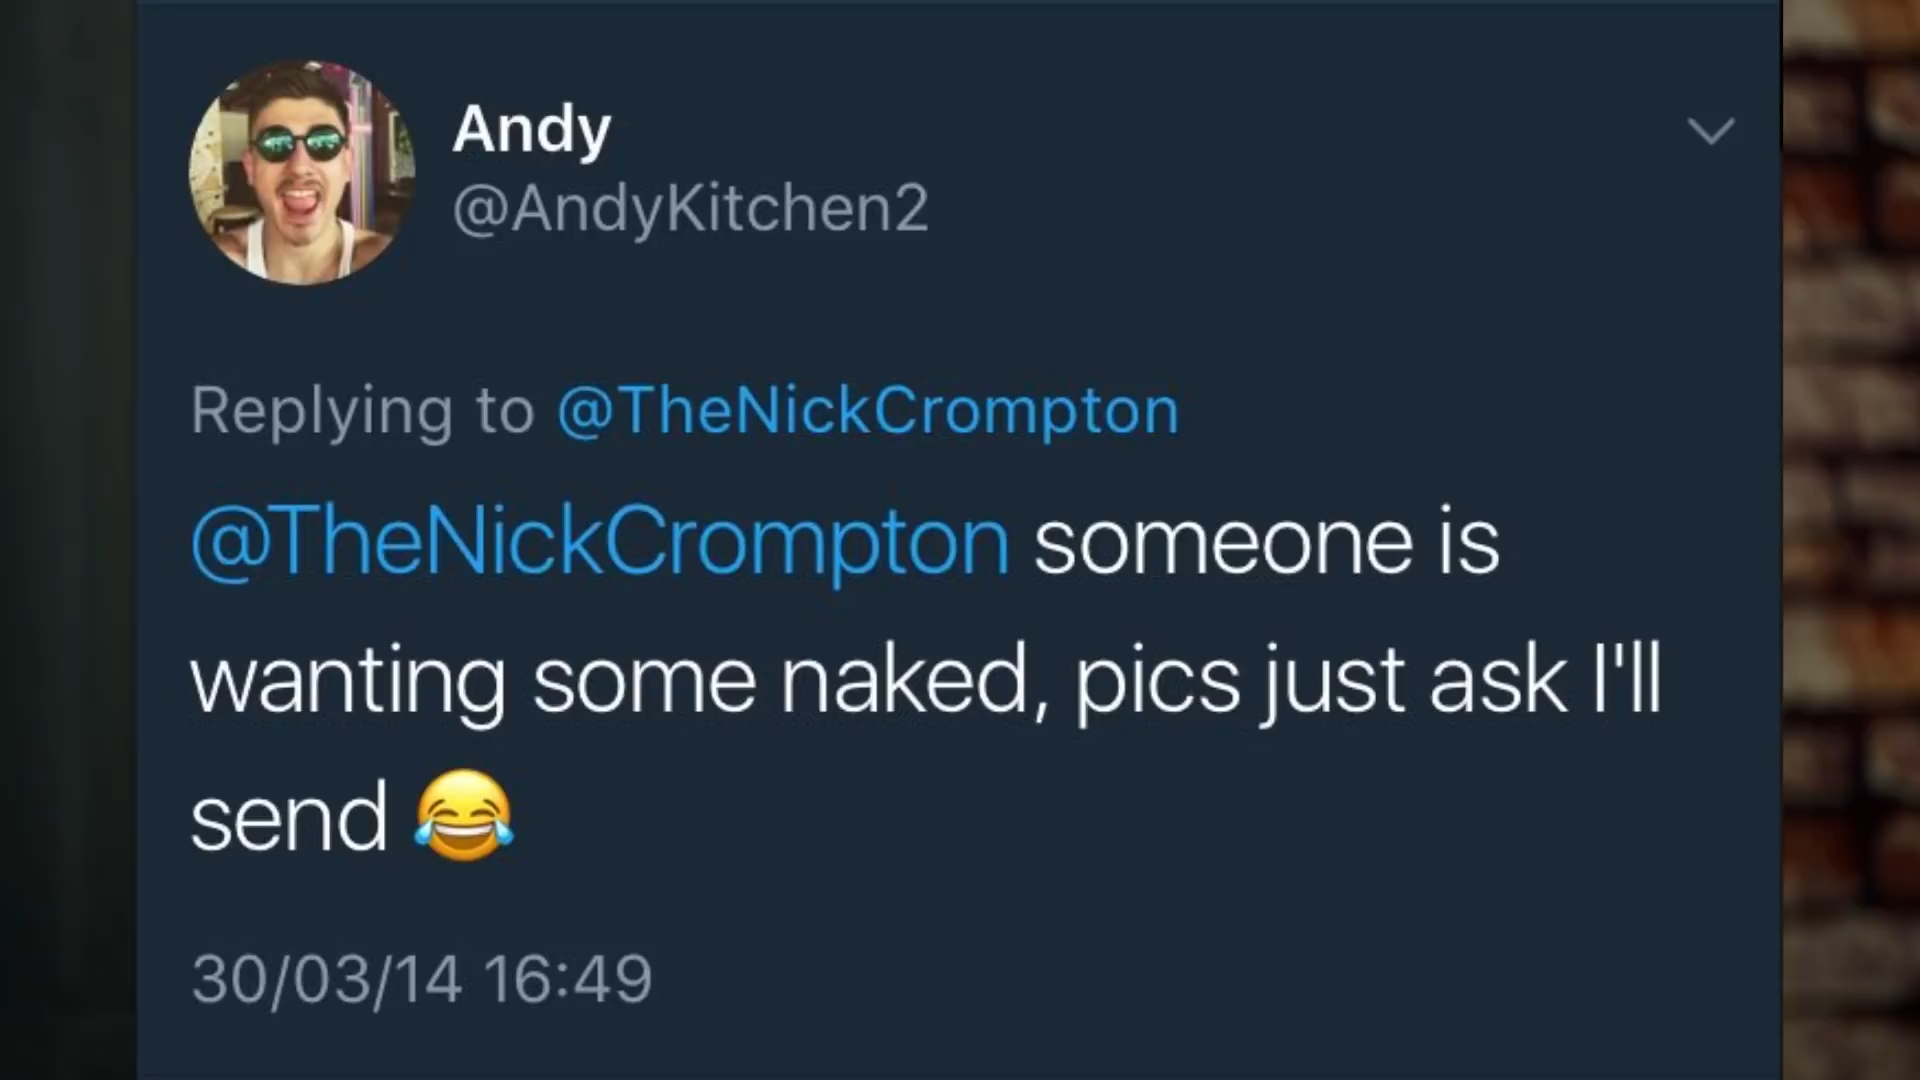 Andy
@AndyKitchen2
Replying to @TheNickCrompton
@TheNickCrompton someone is
wanting some naked, pics just ask I'll
send 😂
30/03/14 16:49